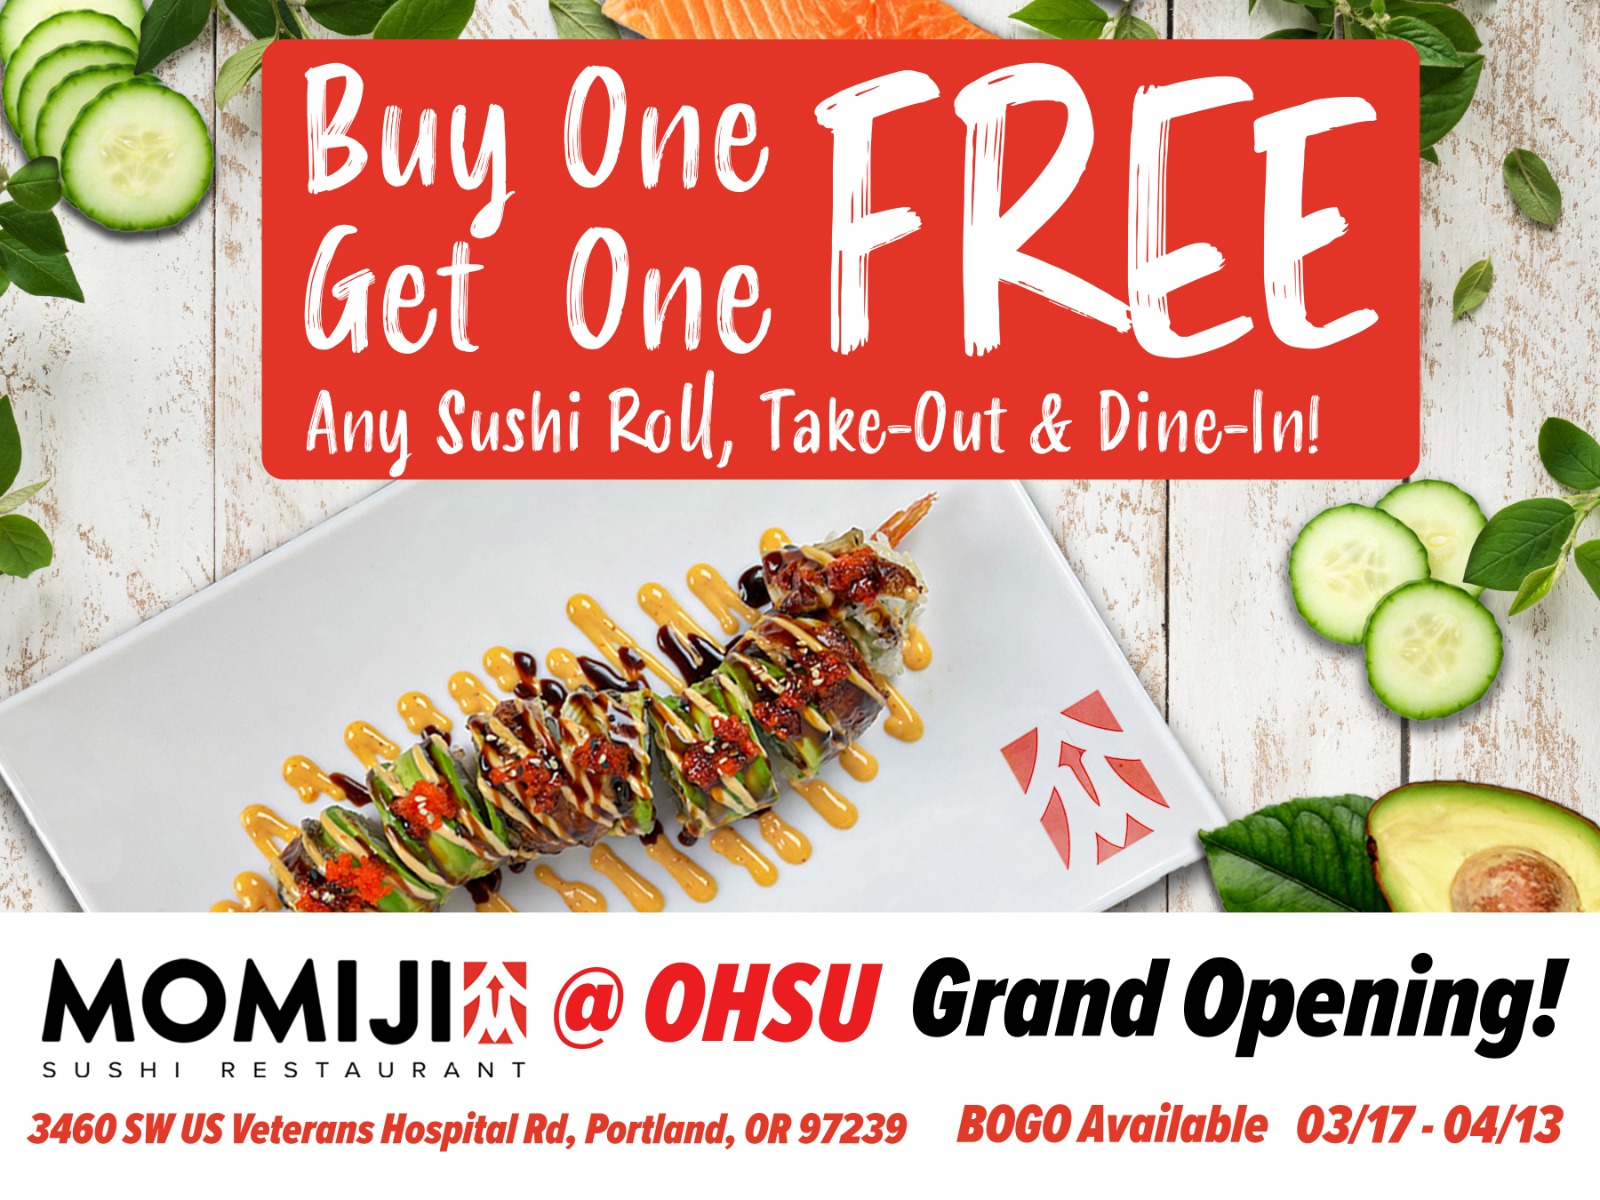 Buy One
Get One
FREE
Any Sushi Roll, Take-Out & Dine-In!
MOMIJI
SUSHI RESTAURANT
@ OHSU
Grand Opening!
3460 SW US Veterans Hospital Rd, Portland, OR 97239
BOGO Available 03/17 - 04/13